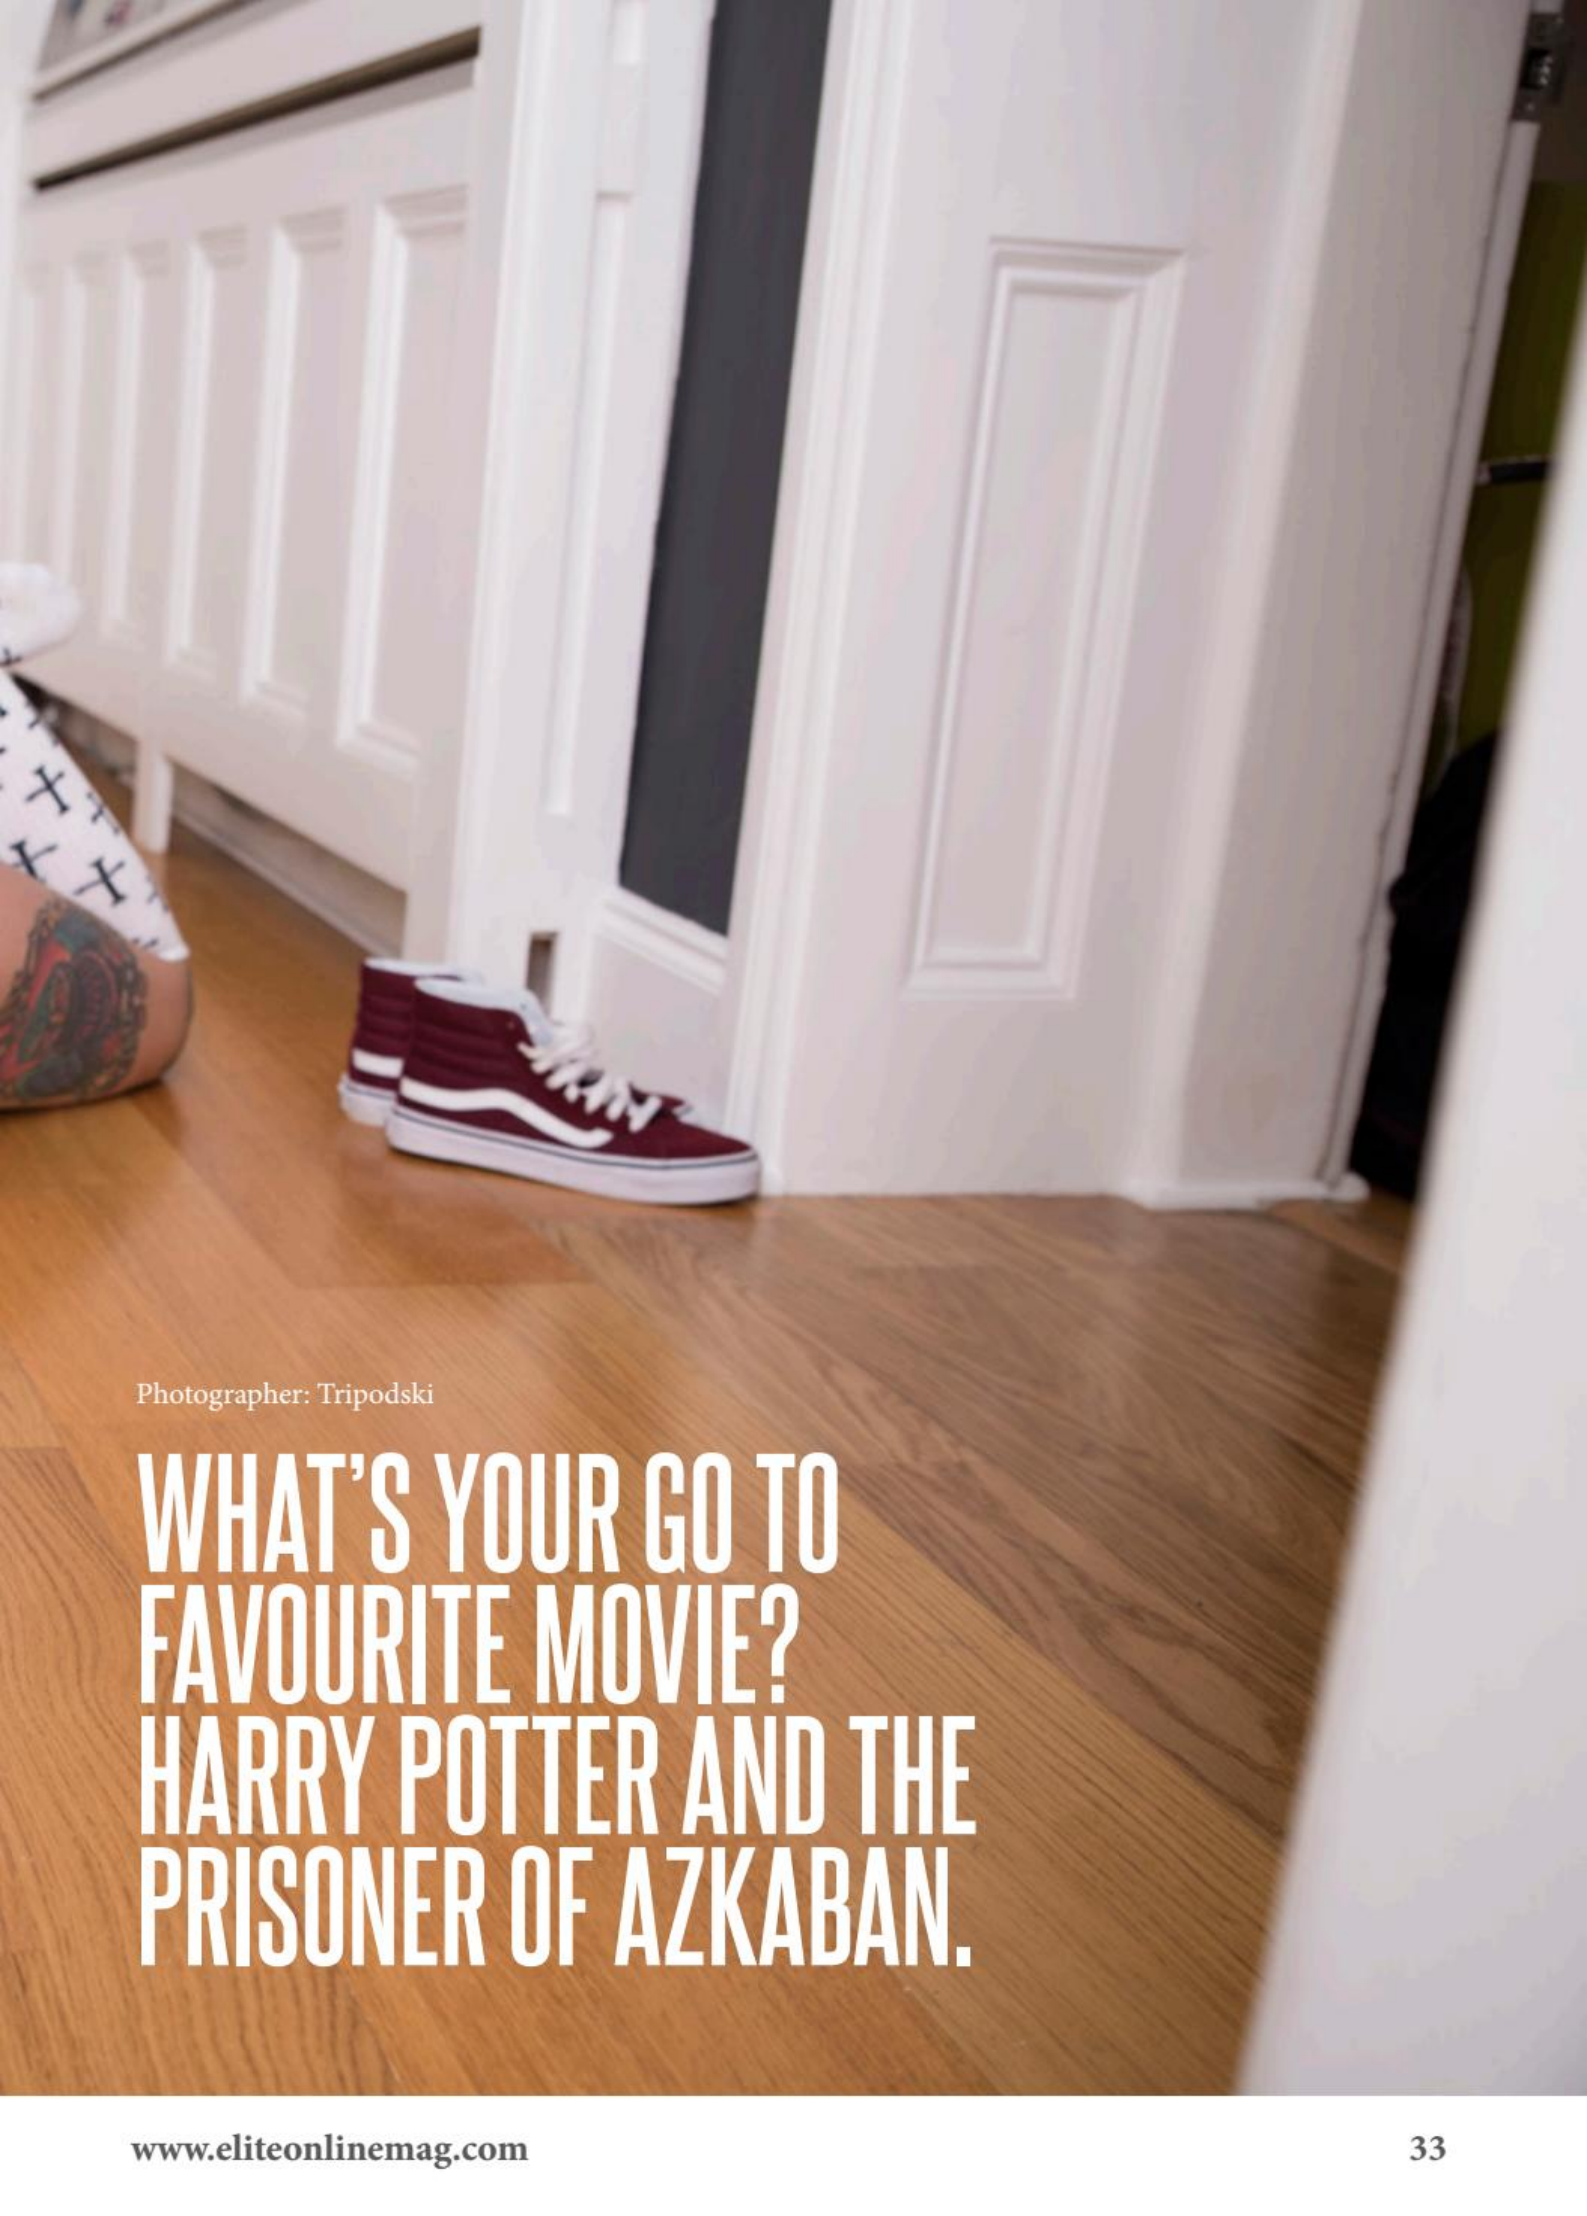 Photographer: Tripodski
WHAT'S YOUR GO TO
FAVOURITE MOVIE?
HARRY POTTER AND THE
PRISONER OF AZKABAN.
www.eliteonlinemag.com
33